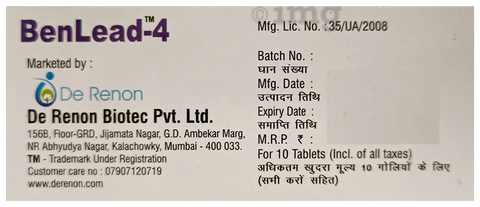 BenLead™-4
Marketed by :
De Renon
De Renon Biotec Pvt. Ltd.
156B, Floor-GRD, Jijamata Nagar, G.D. Ambekar Marg,
NR Abhyudya Nagar, Kalachowky, Mumbai - 400 033.
TM - Trademark Under Registration
Customer care no : 07907120719
www.derenon.com
1mg
Mfg. Lic. No. :35/UA/2008
Batch No. :
घान संख्या
Mfg. Date :
उत्पादन तिथि
Expiry Date :
समाप्ति तिथि
M.R.P. ₹ :
For 10 Tablets (Incl. of all taxes)
अधिकतम खुदरा मूल्य 10 गोलियों के लिए
(सभी करों सहित)